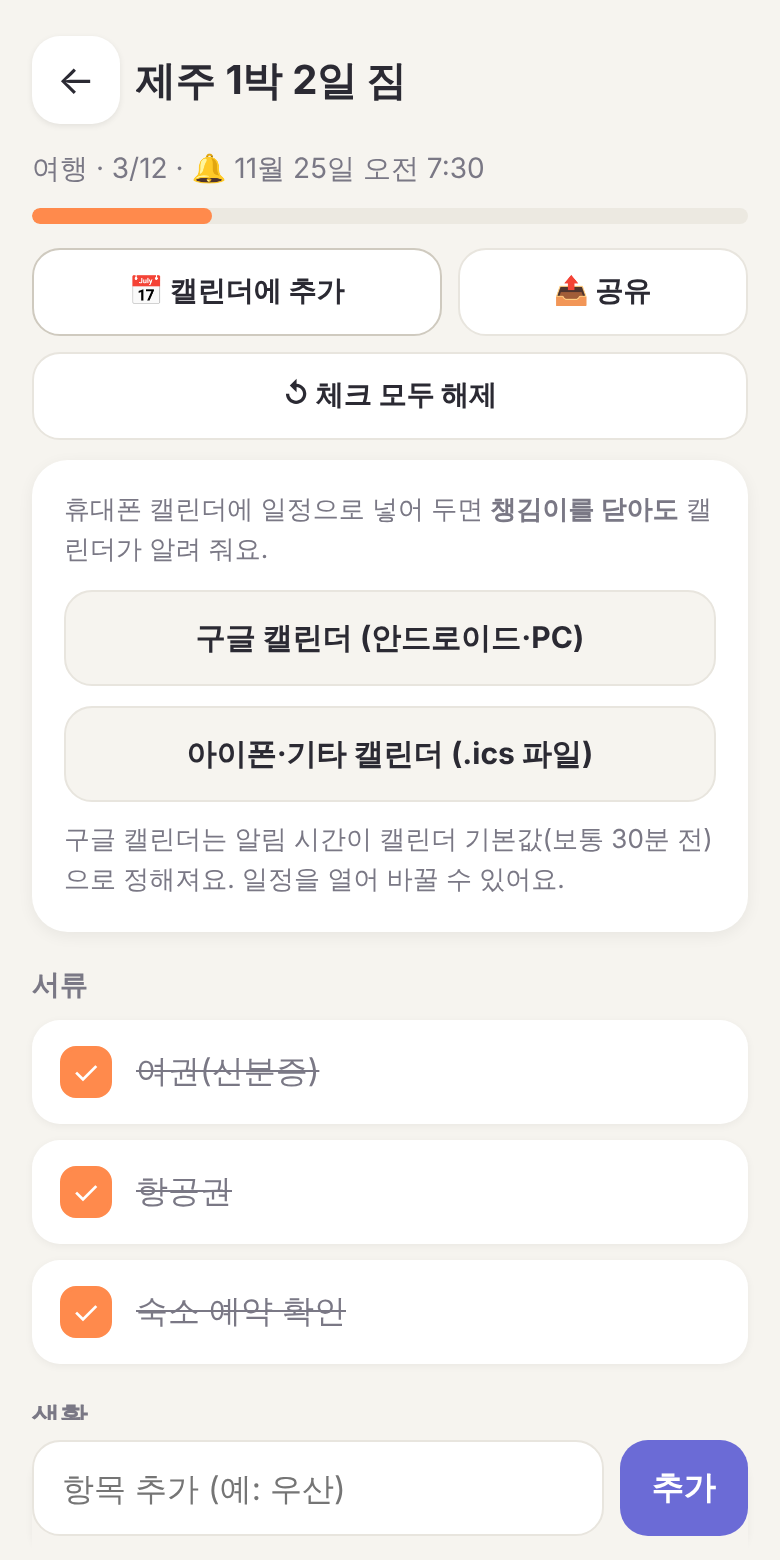 ← 제주 1박 2일 짐
여행 · 3/12 · 🔔 11월 25일 오전 7:30
📅 캘린더에 추가
📤 공유
↺ 체크 모두 해제
휴대폰 캘린더에 일정으로 넣어 두면 챙김이를 닫아도 캘
린더가 알려 줘요.
구글 캘린더 (안드로이드·PC)
아이폰·기타 캘린더 (.ics 파일)
구글 캘린더는 알림 시간이 캘린더 기본값(보통 30분 전)
으로 정해져요. 일정을 열어 바꿀 수 있어요.
서류
여권(신분증)
항공권
숙소 예약 확인
항목 추가 (예: 우산)
추가